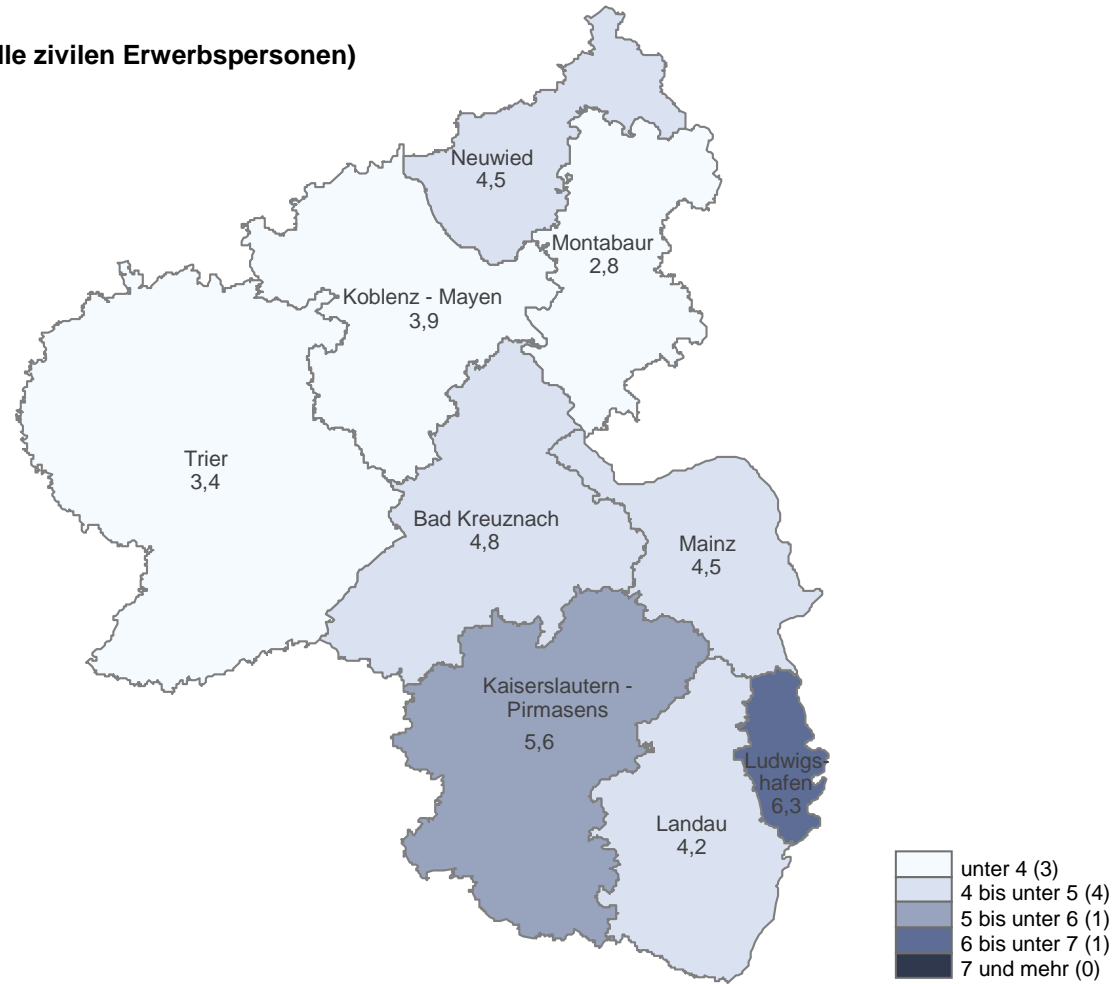 lle zivilen Erwerbspersonen)
Neuwied
4,5
Montabaur
2,8
Koblenz - Mayen
3,9
Trier
3,4
Bad Kreuznach
4,8
Mainz
4,5
Kaiserslautern -
Pirmasens
5,6
Ludwigs-
hafen
6,3
Landau
4,2
unter 4 (3)
4 bis unter 5 (4)
5 bis unter 6 (1)
6 bis unter 7 (1)
7 und mehr (0)